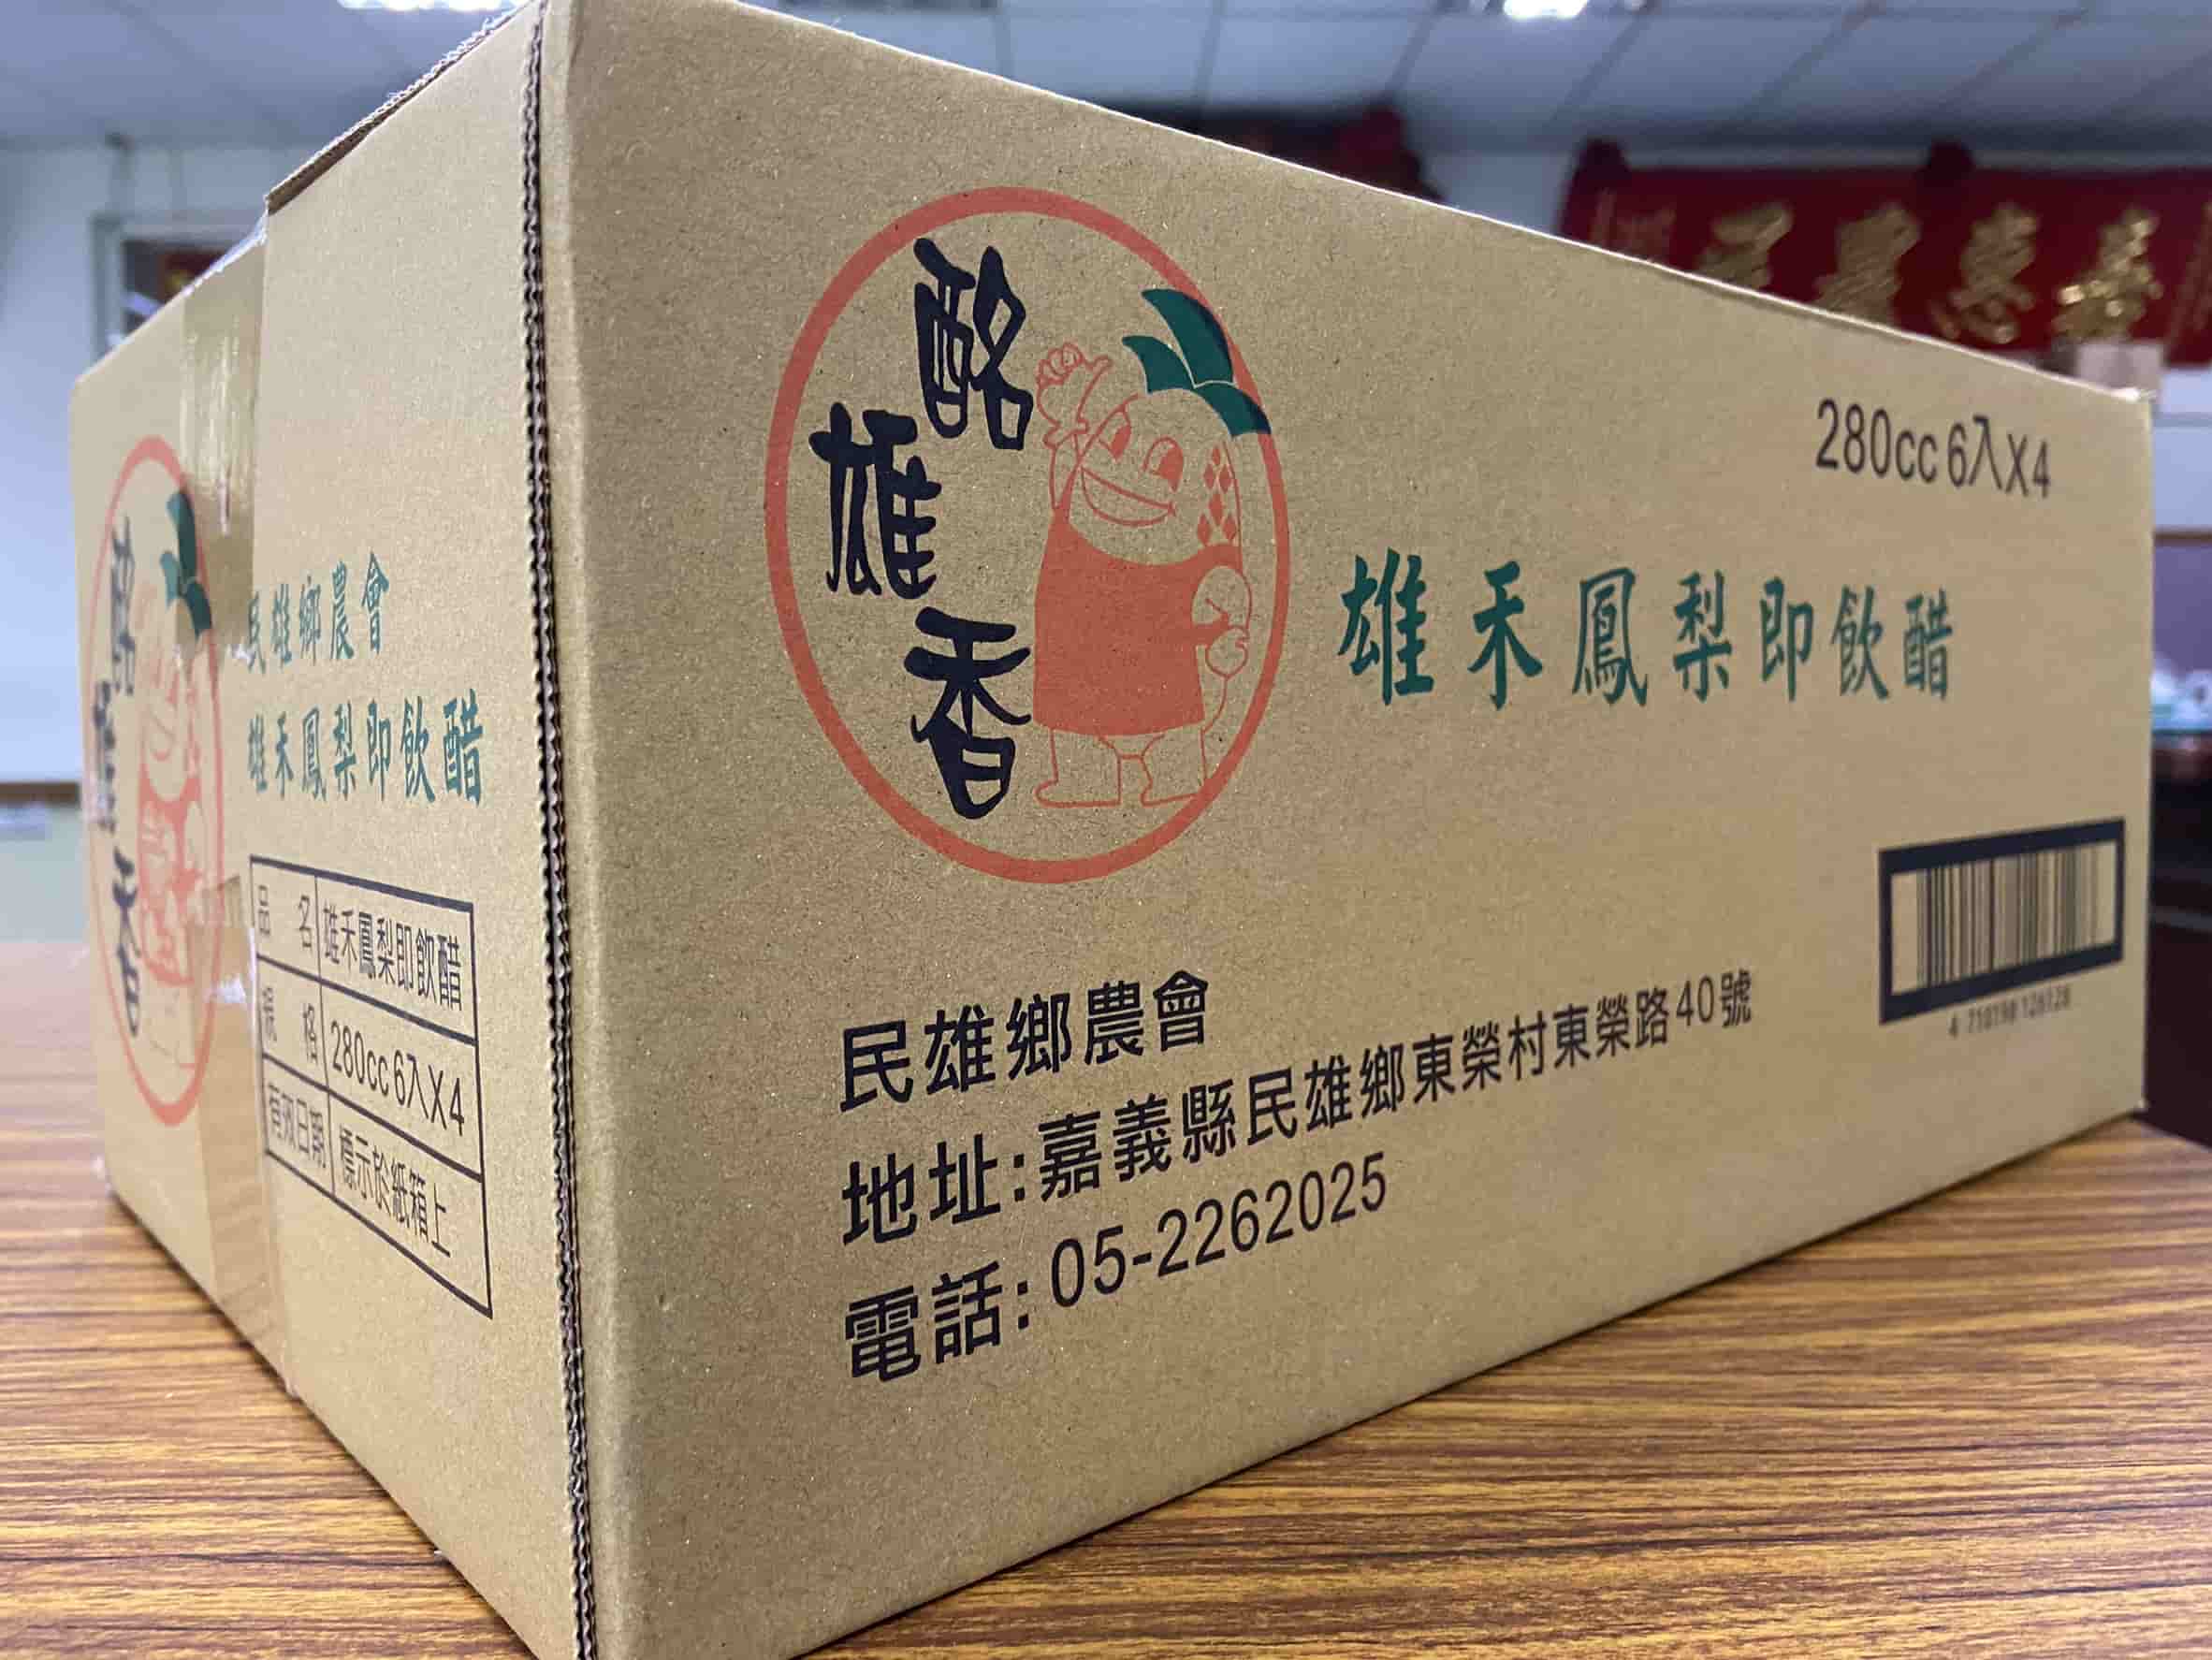 民雄鄉農會
雄禾鳳梨即飲醋
品名 雄禾鳳梨即飲醋
規格 280cc 6入X4
有效日期 標示於紙箱上
酩
雄
香
280cc 6入X4
雄禾鳳梨即飲醋
民雄鄉農會
地址:嘉義縣民雄鄉東榮村東榮路40號
電話:05-2262025
酩
雄
香